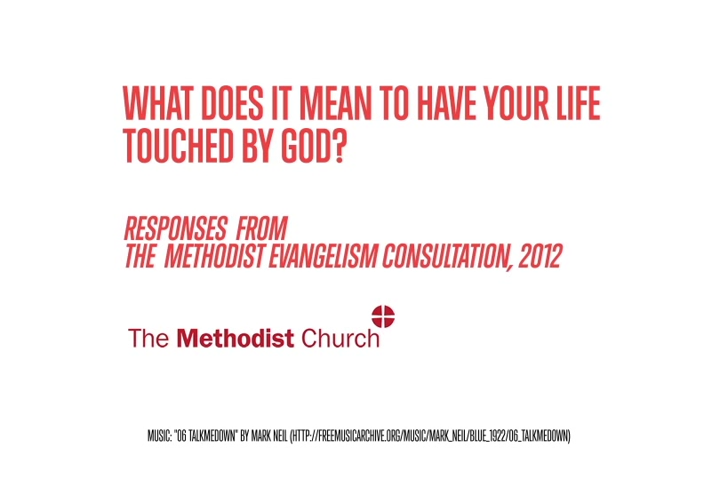 WHAT DOES IT MEAN TO HAVE YOUR LIFE
TOUCHED BY GOD?
RESPONSES FROM
THE METHODIST EVANGELISM CONSULTATION, 2012
The Methodist Church
MUSIC: "06 TALKMEDOWN" BY MARK NEIL (HTTP://FREEMUSICARCHIVE.ORG/MUSIC/MARK_NEIL/BLUE_1922/06_TALKMEDOWN)